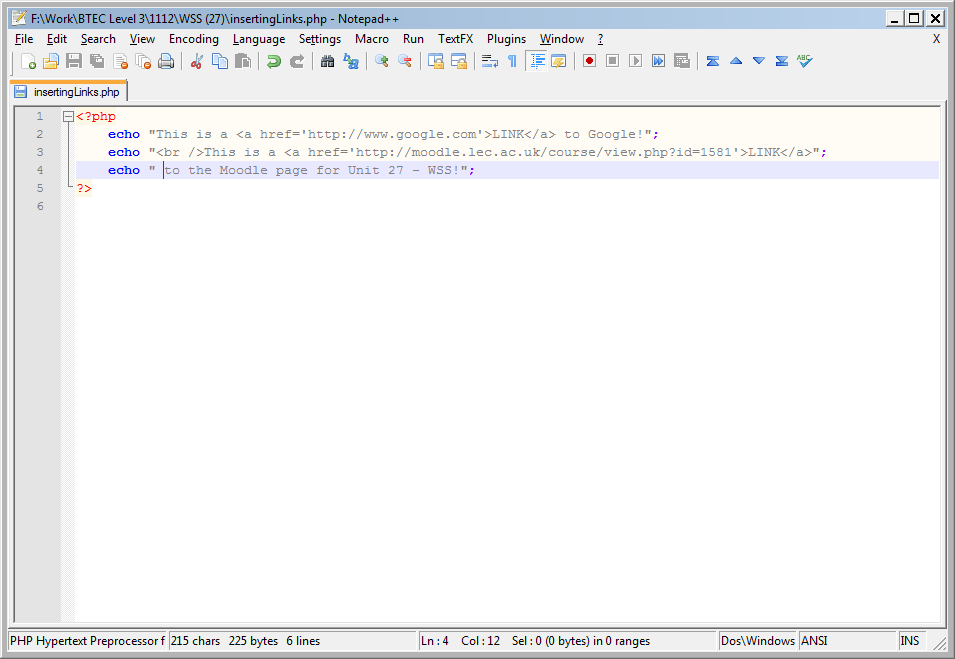 F:\Work\BTEC Level 3\1112\WSS (27)\insertingLinks.php - Notepad++
File Edit Search View Encoding Language Settings Macro Run TextFX Plugins Window ? X
insertingLinks.php
1 <?php
2 echo "This is a <a href='http://www.google.com'>LINK</a> to Google!";
3 echo "<br />This is a <a href='http://moodle.lec.ac.uk/course/view.php?id=1581'>LINK</a>";
4 echo " to the Moodle page for Unit 27 - WSS!";
5 ?>
6
PHP Hypertext Preprocessor f 215 chars 225 bytes 6 lines Ln : 4 Col : 12 Sel : 0 (0 bytes) in 0 ranges Dos\Windows ANSI INS